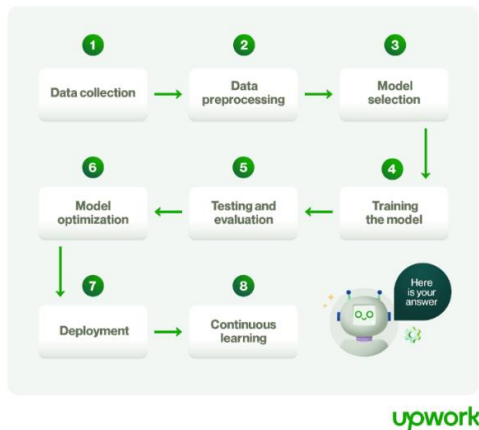 1
Data collection
2
Data
preprocessing
3
Model
selection
4
Training
the model
5
Testing and
evaluation
6
Model
optimization
7
Deployment
8
Continuous
learning
Here
is your
answer
upwork